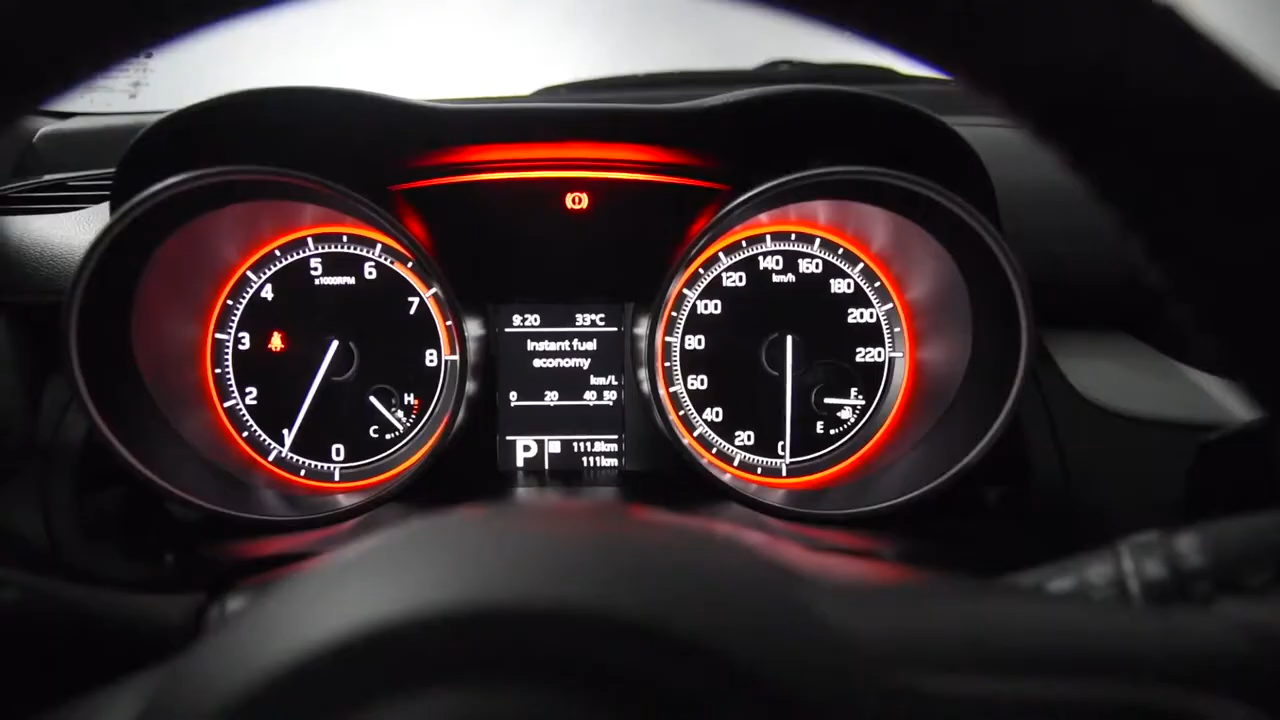 5
6
x1000RPM
4
7
3
8
2
H
C
1
0
9:20 33°C
Instant fuel
economy
km/L
0 20 40 50
P 111.8km
111km
140
160
120
km/h
180
100
200
80
220
60
F
40
E
20
0